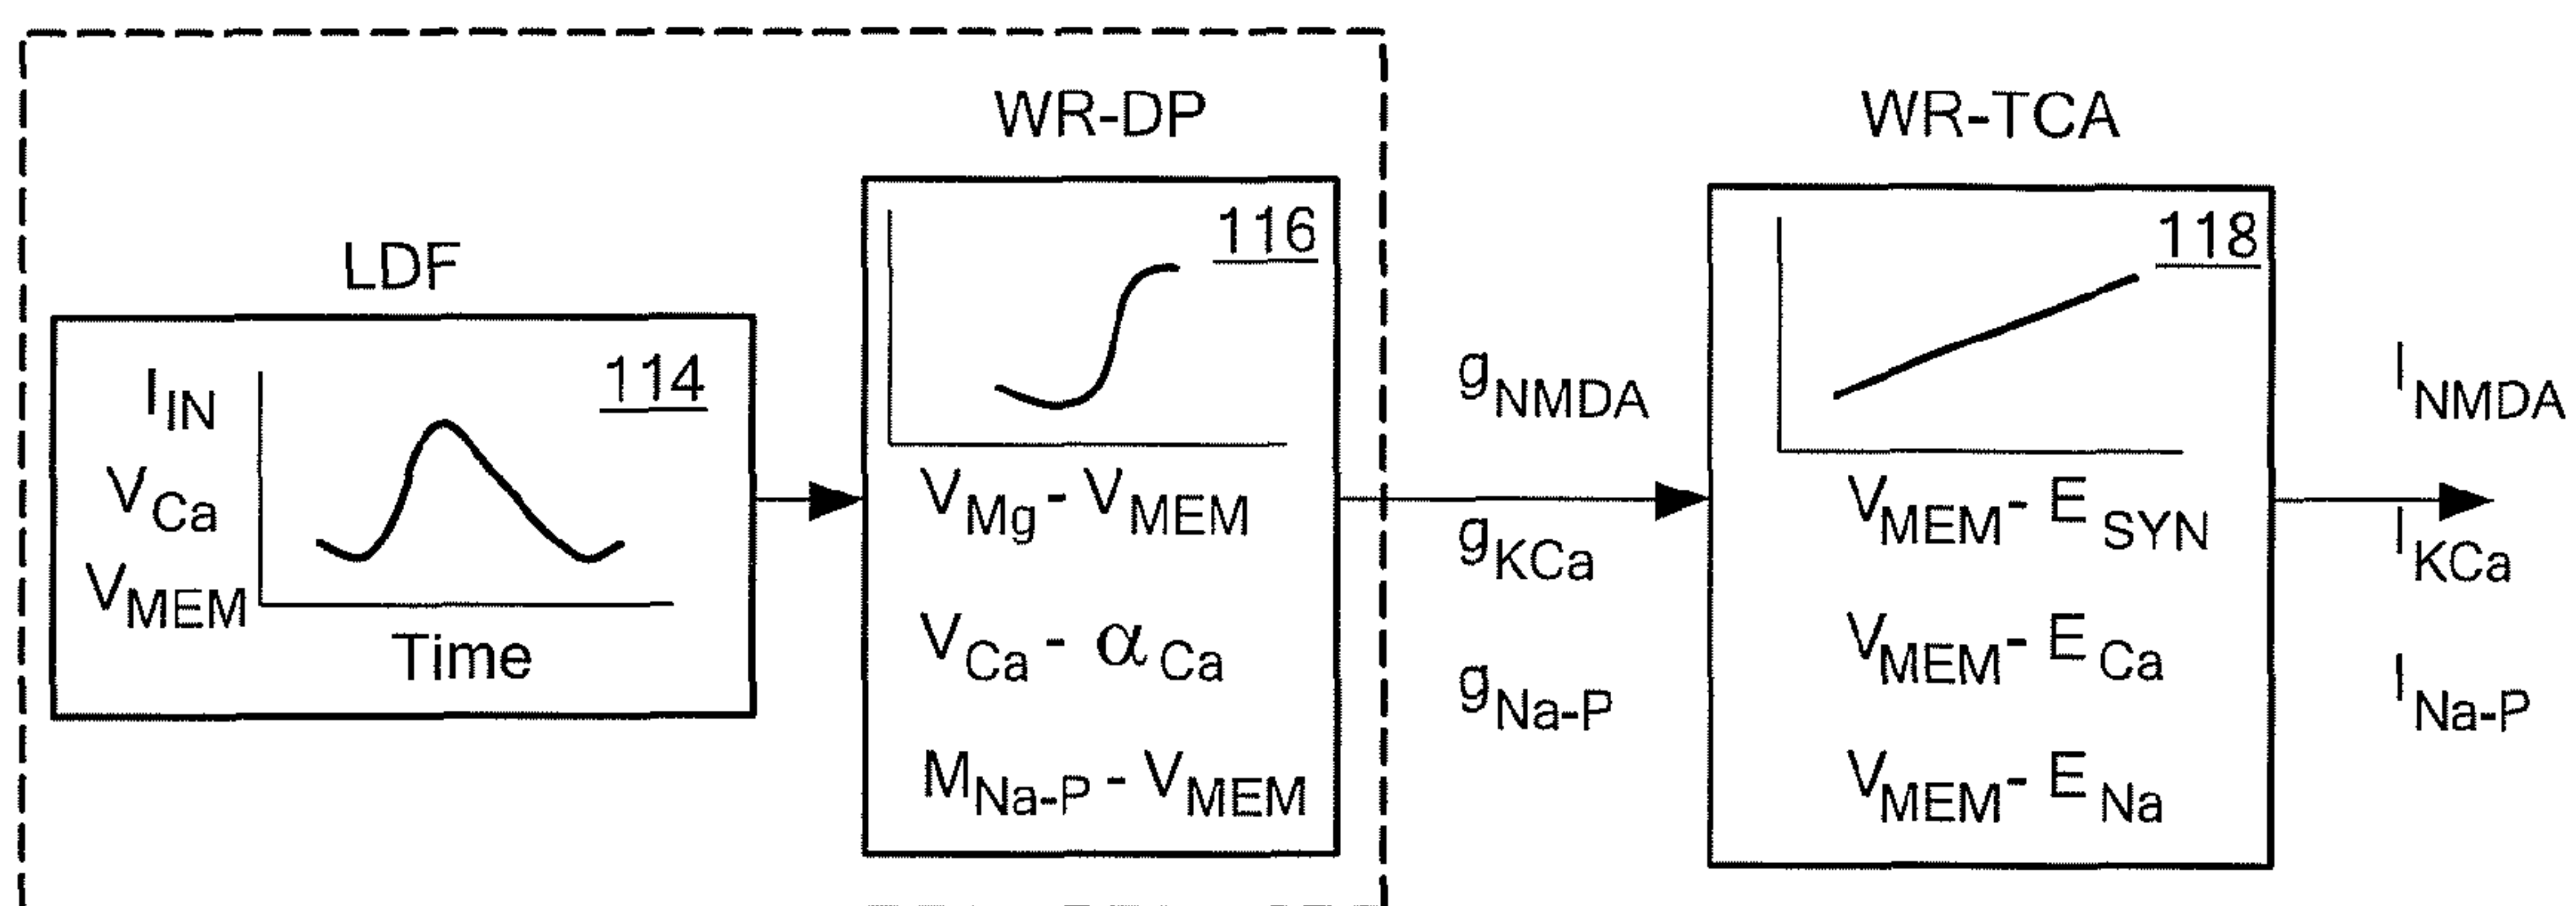 WR-DP
WR-TCA
LDF
114
I_IN
V_Ca
V_MEM
Time
116
V_Mg - V_MEM
V_Ca - α_Ca
M_Na-P - V_MEM
g_NMDA
g_KCa
g_Na-P
118
V_MEM - E_SYN
V_MEM - E_Ca
V_MEM - E_Na
I_NMDA
I_KCa
I_Na-P